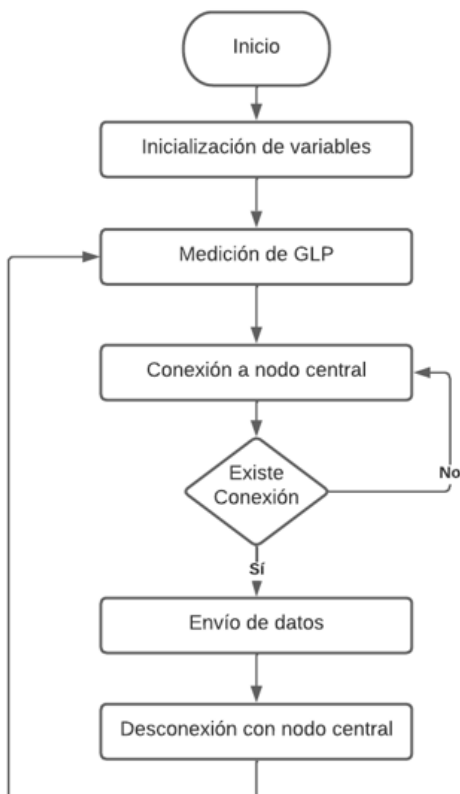 Inicio
Inicialización de variables
Medición de GLP
Conexión a nodo central
Existe
Conexión
No
Sí
Envío de datos
Desconexión con nodo central